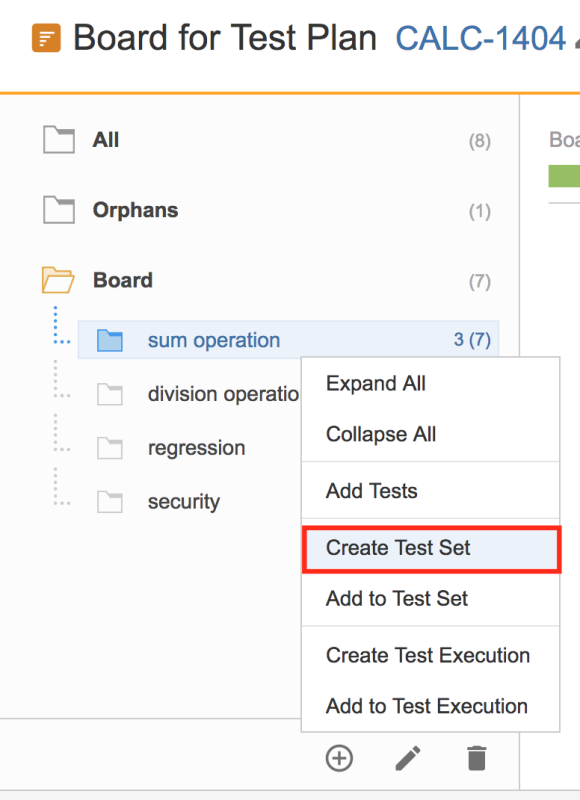 Board for Test Plan CALC-1404
All (8)
Orphans (1)
Board (7)
sum operation 3 (7)
division operatio
regression
security
Boa
Expand All
Collapse All
Add Tests
Create Test Set
Add to Test Set
Create Test Execution
Add to Test Execution